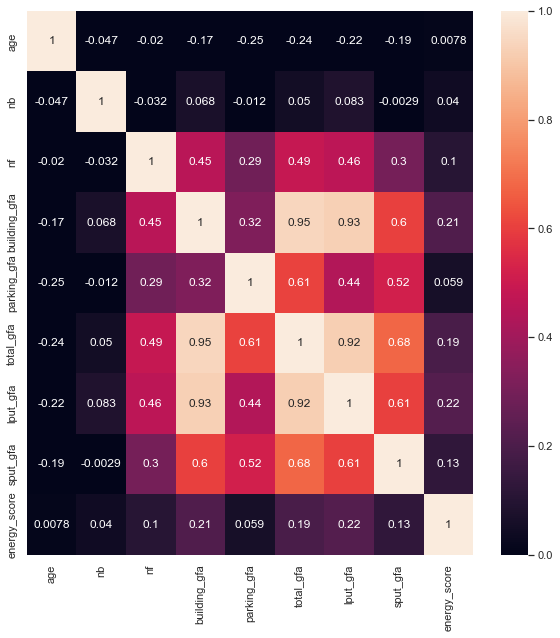 age 1 -0.047 -0.02 -0.17 -0.25 -0.24 -0.22 -0.19 0.0078
nb -0.047 1 -0.032 0.068 -0.012 0.05 0.083 -0.0029 0.04
nf -0.02 -0.032 1 0.45 0.29 0.49 0.46 0.3 0.1
building_gfa -0.17 0.068 0.45 1 0.32 0.95 0.93 0.6 0.21
parking_gfa -0.25 -0.012 0.29 0.32 1 0.61 0.44 0.52 0.059
total_gfa -0.24 0.05 0.49 0.95 0.61 1 0.92 0.68 0.19
lput_gfa -0.22 0.083 0.46 0.93 0.44 0.92 1 0.61 0.22
sput_gfa -0.19 -0.0029 0.3 0.6 0.52 0.68 0.61 1 0.13
energy_score 0.0078 0.04 0.1 0.21 0.059 0.19 0.22 0.13 1
age nb nf building_gfa parking_gfa total_gfa lput_gfa sput_gfa energy_score
1.0
0.8
0.6
0.4
0.2
0.0